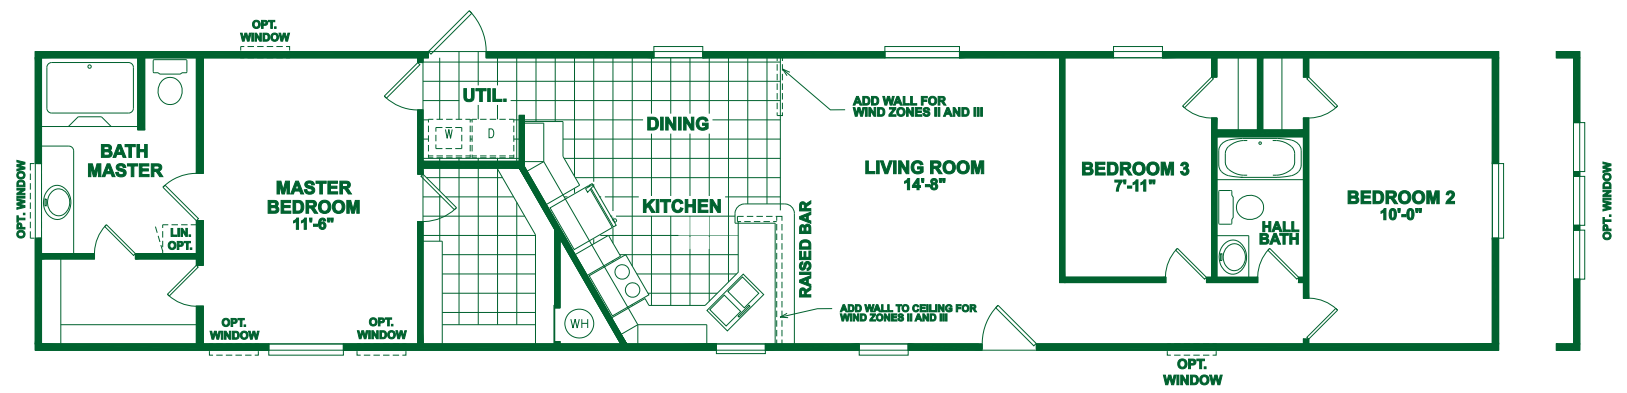 OPT.
WINDOW
UTIL.
W
D
DINING
ADD WALL FOR
WIND ZONES II AND III
BATH
MASTER
OPT. WINDOW
LIN.
OPT.
MASTER
BEDROOM
11'-6"
KITCHEN
RAISED BAR
LIVING ROOM
14'-8"
BEDROOM 3
7'-11"
HALL
BATH
BEDROOM 2
10'-0"
OPT. WINDOW
OPT.
WINDOW
OPT.
WINDOW
WH
ADD WALL TO CEILING FOR
WIND ZONES II AND III
OPT.
WINDOW